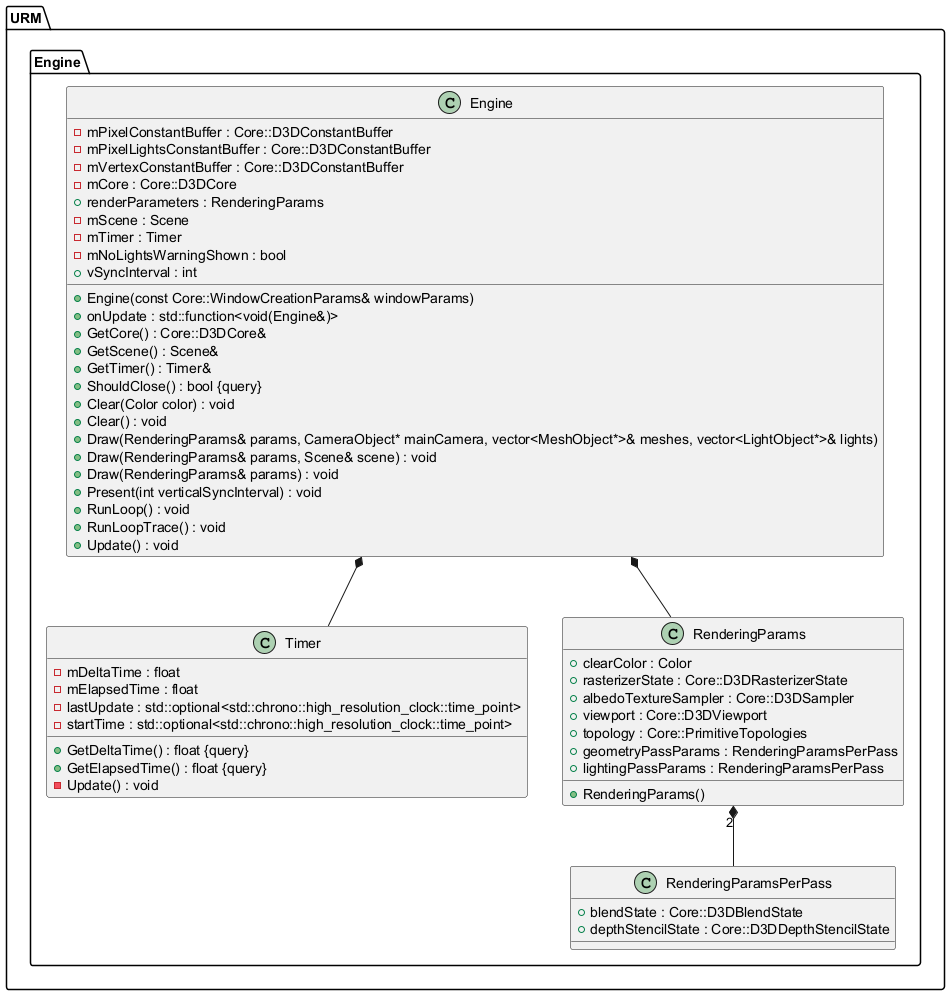 URM
Engine
C Engine
mPixelConstantBuffer : Core::D3DConstantBuffer
mPixelLightsConstantBuffer : Core::D3DConstantBuffer
mVertexConstantBuffer : Core::D3DConstantBuffer
mCore : Core::D3DCore
renderParameters : RenderingParams
mScene : Scene
mTimer : Timer
mNoLightsWarningShown : bool
vSyncInterval : int
Engine(const Core::WindowCreationParams& windowParams)
onUpdate : std::function<void(Engine&)>
GetCore() : Core::D3DCore&
GetScene() : Scene&
GetTimer() : Timer&
ShouldClose() : bool {query}
Clear(Color color) : void
Clear() : void
Draw(RenderingParams& params, CameraObject* mainCamera, vector<MeshObject*>& meshes, vector<LightObject*>& lights)
Draw(RenderingParams& params, Scene& scene) : void
Draw(RenderingParams& params) : void
Present(int verticalSyncInterval) : void
RunLoop() : void
RunLoopTrace() : void
Update() : void
C Timer
mDeltaTime : float
mElapsedTime : float
lastUpdate : std::optional<std::chrono::high_resolution_clock::time_point>
startTime : std::optional<std::chrono::high_resolution_clock::time_point>
GetDeltaTime() : float {query}
GetElapsedTime() : float {query}
Update() : void
C RenderingParams
clearColor : Color
rasterizerState : Core::D3DRasterizerState
albedoTextureSampler : Core::D3DSampler
viewport : Core::D3DViewport
topology : Core::PrimitiveTopologies
geometryPassParams : RenderingParamsPerPass
lightingPassParams : RenderingParamsPerPass
RenderingParams()
2
C RenderingParamsPerPass
blendState : Core::D3DBlendState
depthStencilState : Core::D3DDepthStencilState